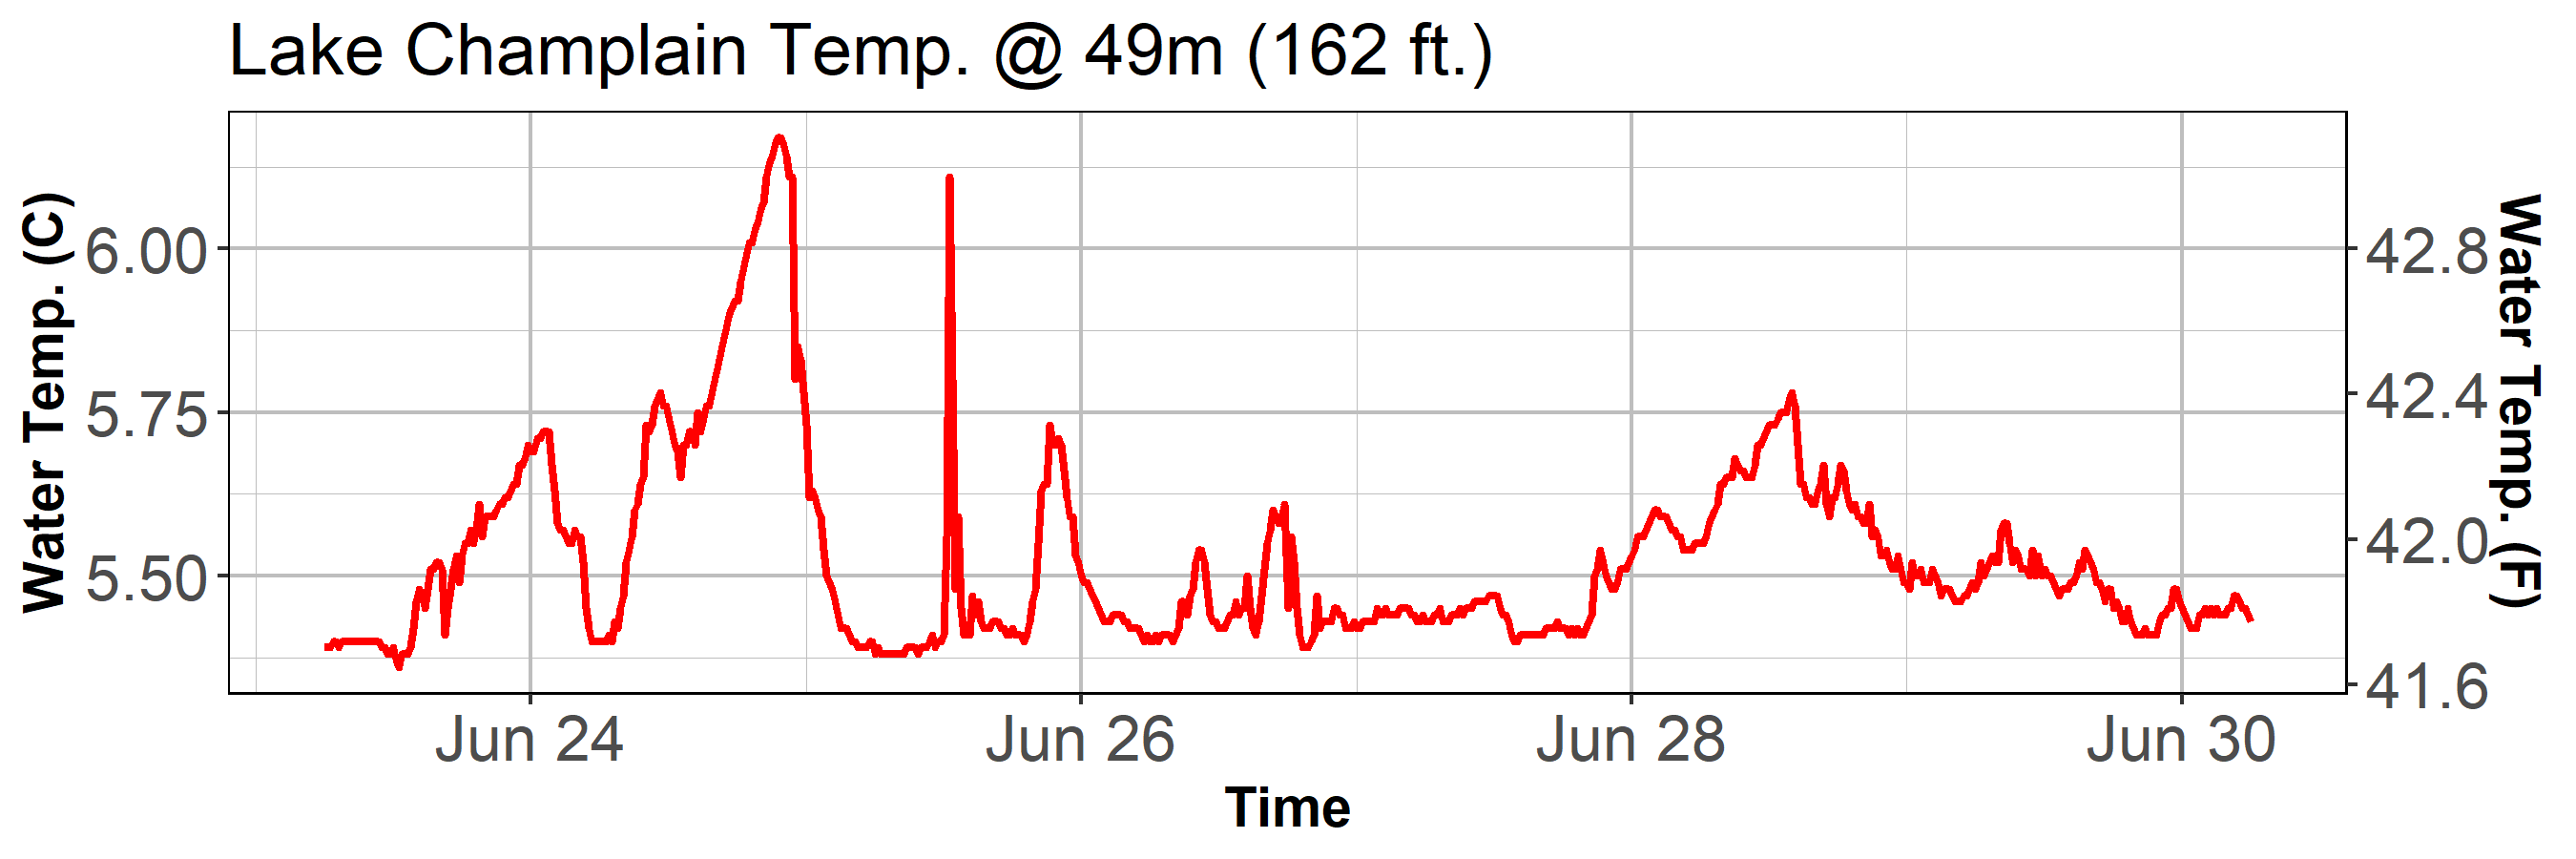 Lake Champlain Temp. @ 49m (162 ft.)
Water Temp. (C)
6.00
5.75
5.50
42.8
42.4
42.0
41.6
Water Temp. (F)
Jun 24
Jun 26
Jun 28
Jun 30
Time